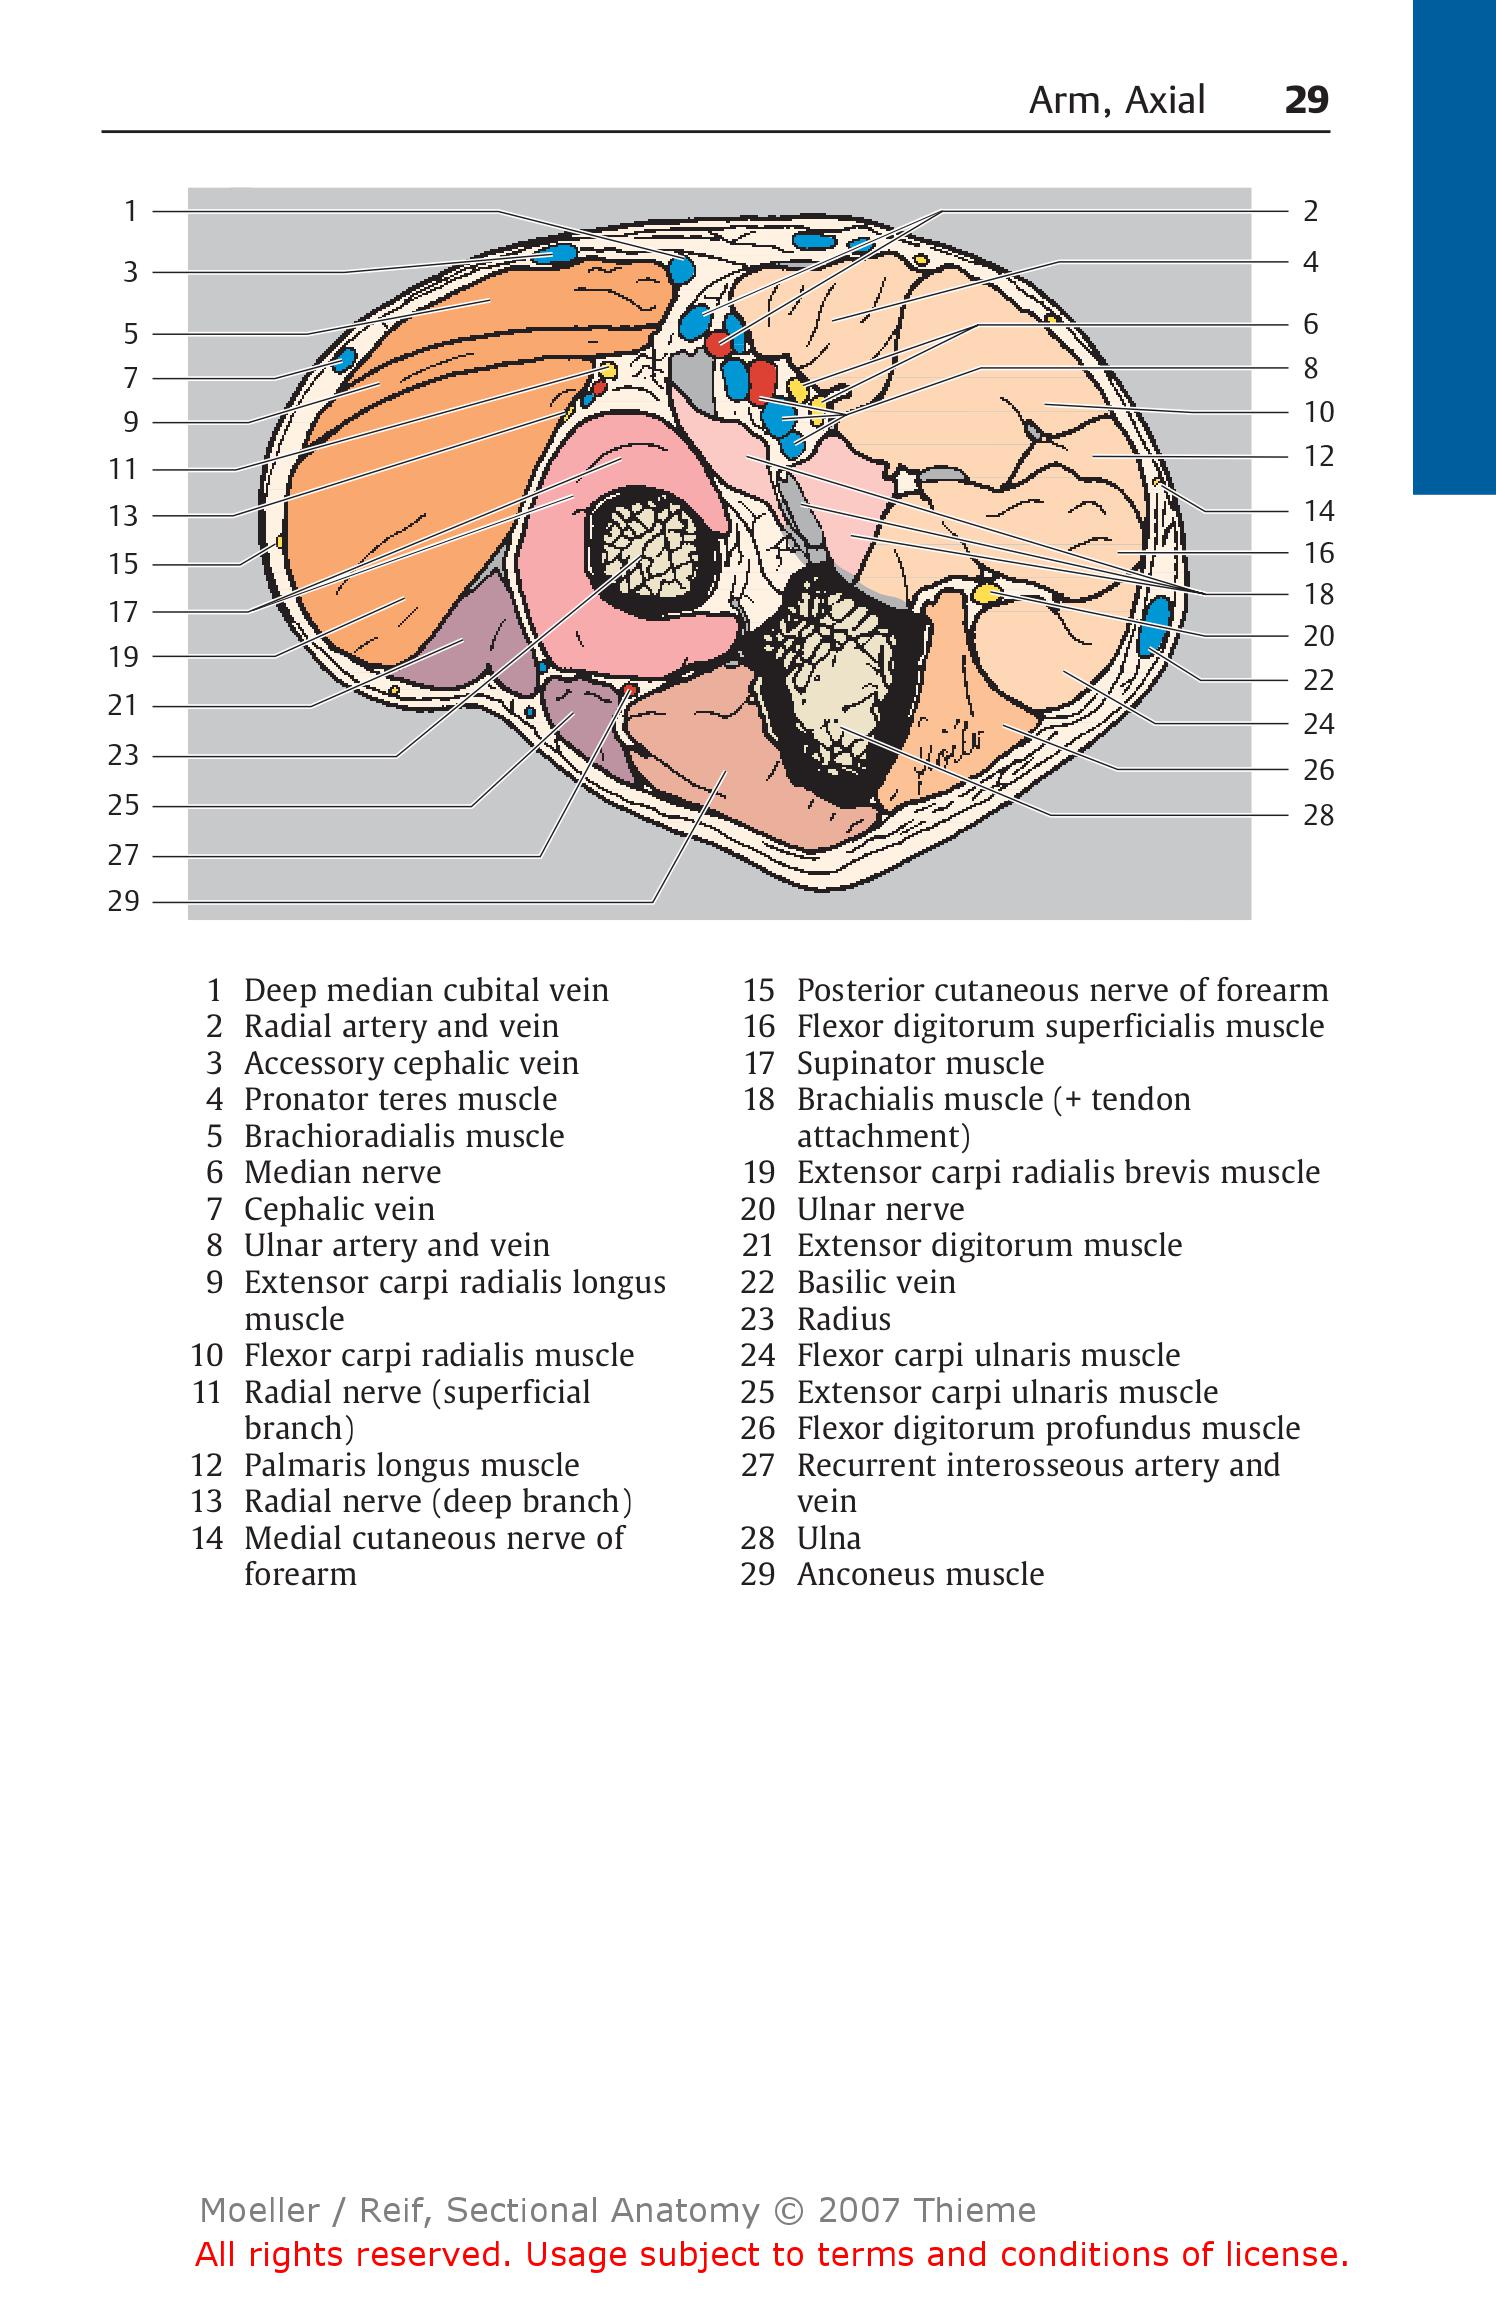 Arm, Axial 29
1
2
3
4
5
6
7
8
9
10
11
12
13
14
15
16
17
18
19
20
21
22
23
24
25
26
27
28
29
1 Deep median cubital vein
2 Radial artery and vein
3 Accessory cephalic vein
4 Pronator teres muscle
5 Brachioradialis muscle
6 Median nerve
7 Cephalic vein
8 Ulnar artery and vein
9 Extensor carpi radialis longus
muscle
10 Flexor carpi radialis muscle
11 Radial nerve (superficial
branch)
12 Palmaris longus muscle
13 Radial nerve (deep branch)
14 Medial cutaneous nerve of
forearm
15 Posterior cutaneous nerve of forearm
16 Flexor digitorum superficialis muscle
17 Supinator muscle
18 Brachialis muscle (+ tendon
attachment)
19 Extensor carpi radialis brevis muscle
20 Ulnar nerve
21 Extensor digitorum muscle
22 Basilic vein
23 Radius
24 Flexor carpi ulnaris muscle
25 Extensor carpi ulnaris muscle
26 Flexor digitorum profundus muscle
27 Recurrent interosseous artery and
vein
28 Ulna
29 Anconeus muscle
Moeller / Reif, Sectional Anatomy © 2007 Thieme
All rights reserved. Usage subject to terms and conditions of license.